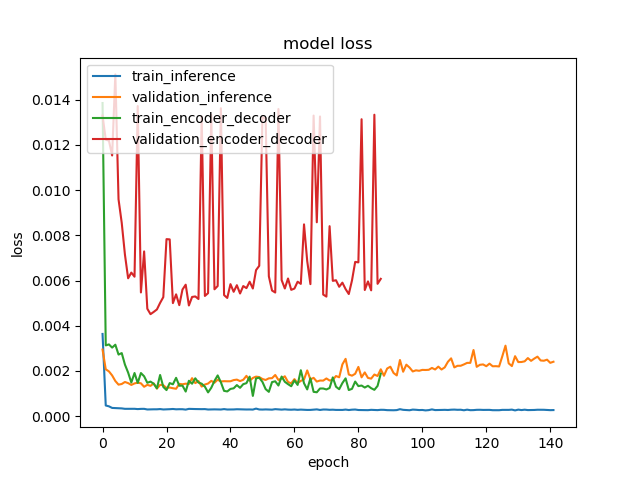 model loss
train_inference
validation_inference
train_encoder_decoder
validation_encoder_decoder
loss
0.014
0.012
0.010
0.008
0.006
0.004
0.002
0.000
0 20 40 60 80 100 120 140
epoch